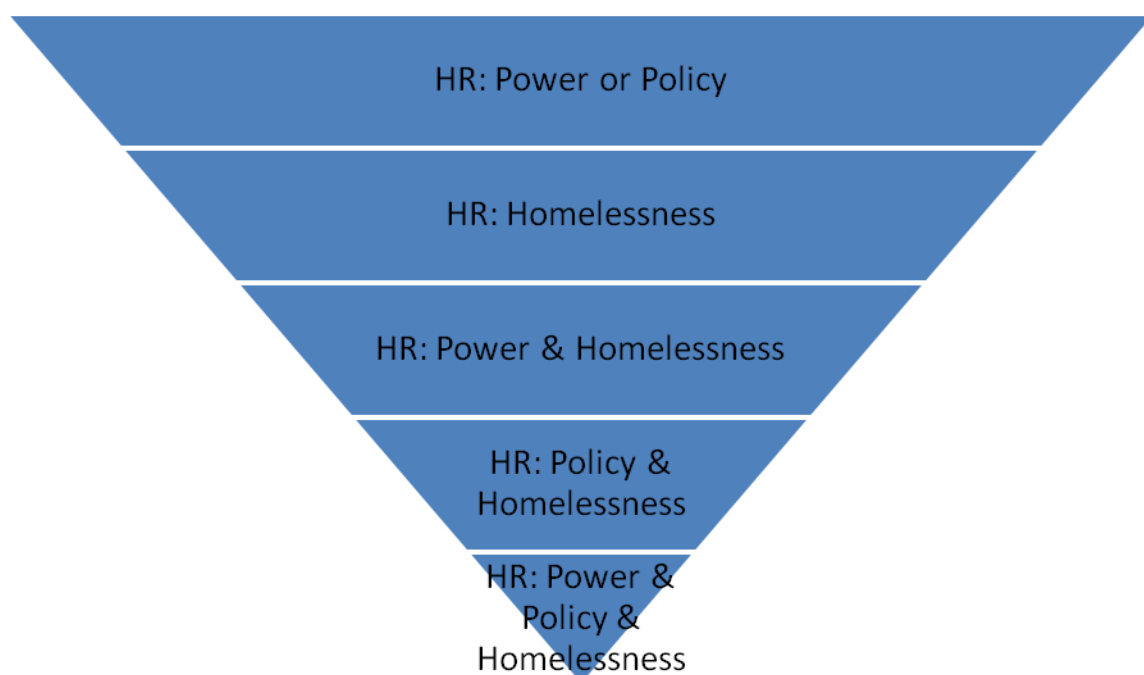 HR: Power or Policy
HR: Homelessness
HR: Power & Homelessness
HR: Policy &
Homelessness
HR: Power &
Policy &
Homelessness